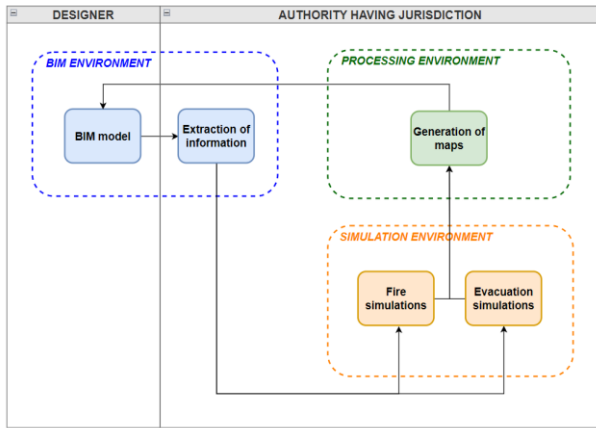 DESIGNER
AUTHORITY HAVING JURISDICTION
BIM ENVIRONMENT
PROCESSING ENVIRONMENT
BIM model
Extraction of
information
Generation of
maps
SIMULATION ENVIRONMENT
Fire
simulations
Evacuation
simulations